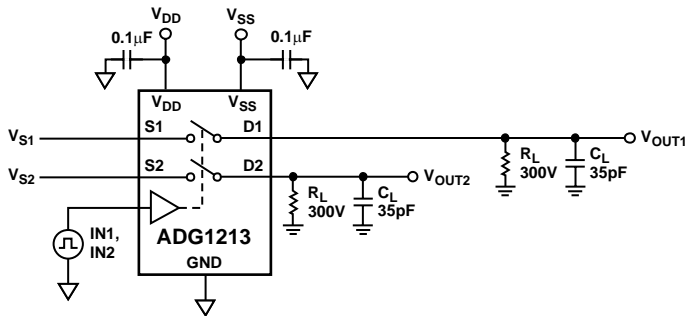 VDD
VSS
0.1µF
0.1µF
VDD
VSS
VS1
S1
D1
VOUT1
VS2
S2
D2
VOUT2
RL
300V
CL
35pF
RL
300V
CL
35pF
IN1,
IN2
ADG1213
GND